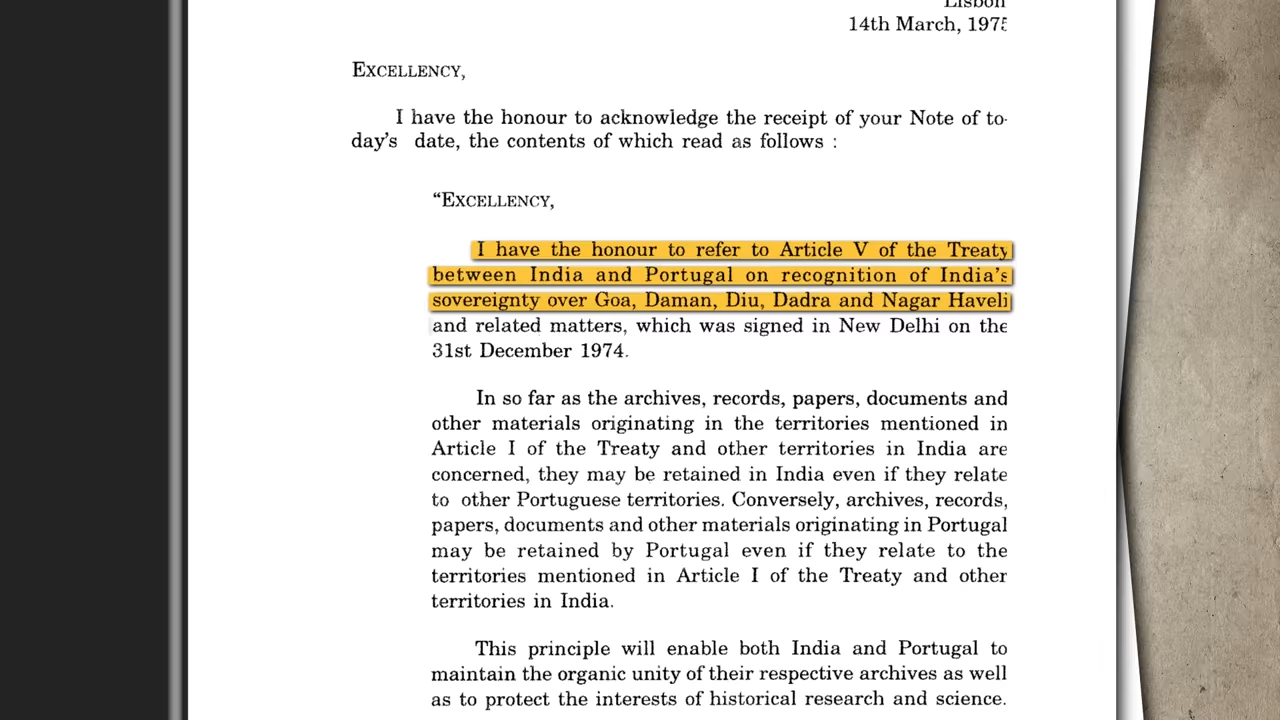 Lisbon
14th March, 1975
EXCELLENCY,
I have the honour to acknowledge the receipt of your Note of to-
day's date, the contents of which read as follows :
“EXCELLENCY,
I have the honour to refer to Article V of the Treaty
between India and Portugal on recognition of India's
sovereignty over Goa, Daman, Diu, Dadra and Nagar Haveli
and related matters, which was signed in New Delhi on the
31st December 1974.
In so far as the archives, records, papers, documents and
other materials originating in the territories mentioned in
Article I of the Treaty and other territories in India are
concerned, they may be retained in India even if they relate
to other Portuguese territories. Conversely, archives, records,
papers, documents and other materials originating in Portugal
may be retained by Portugal even if they relate to the
territories mentioned in Article I of the Treaty and other
territories in India.
This principle will enable both India and Portugal to
maintain the organic unity of their respective archives as well
as to protect the interests of historical research and science.